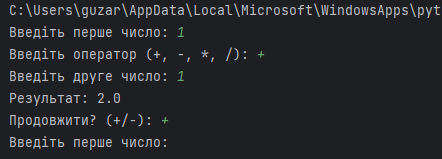 C:\Users\guzar\AppData\Local\Microsoft\WindowsApps\pyt
Введіть перше число: 1
Введіть оператор (+, -, *, /): +
Введіть друге число: 1
Результат: 2.0
Продовжити? (+/-): +
Введіть перше число: